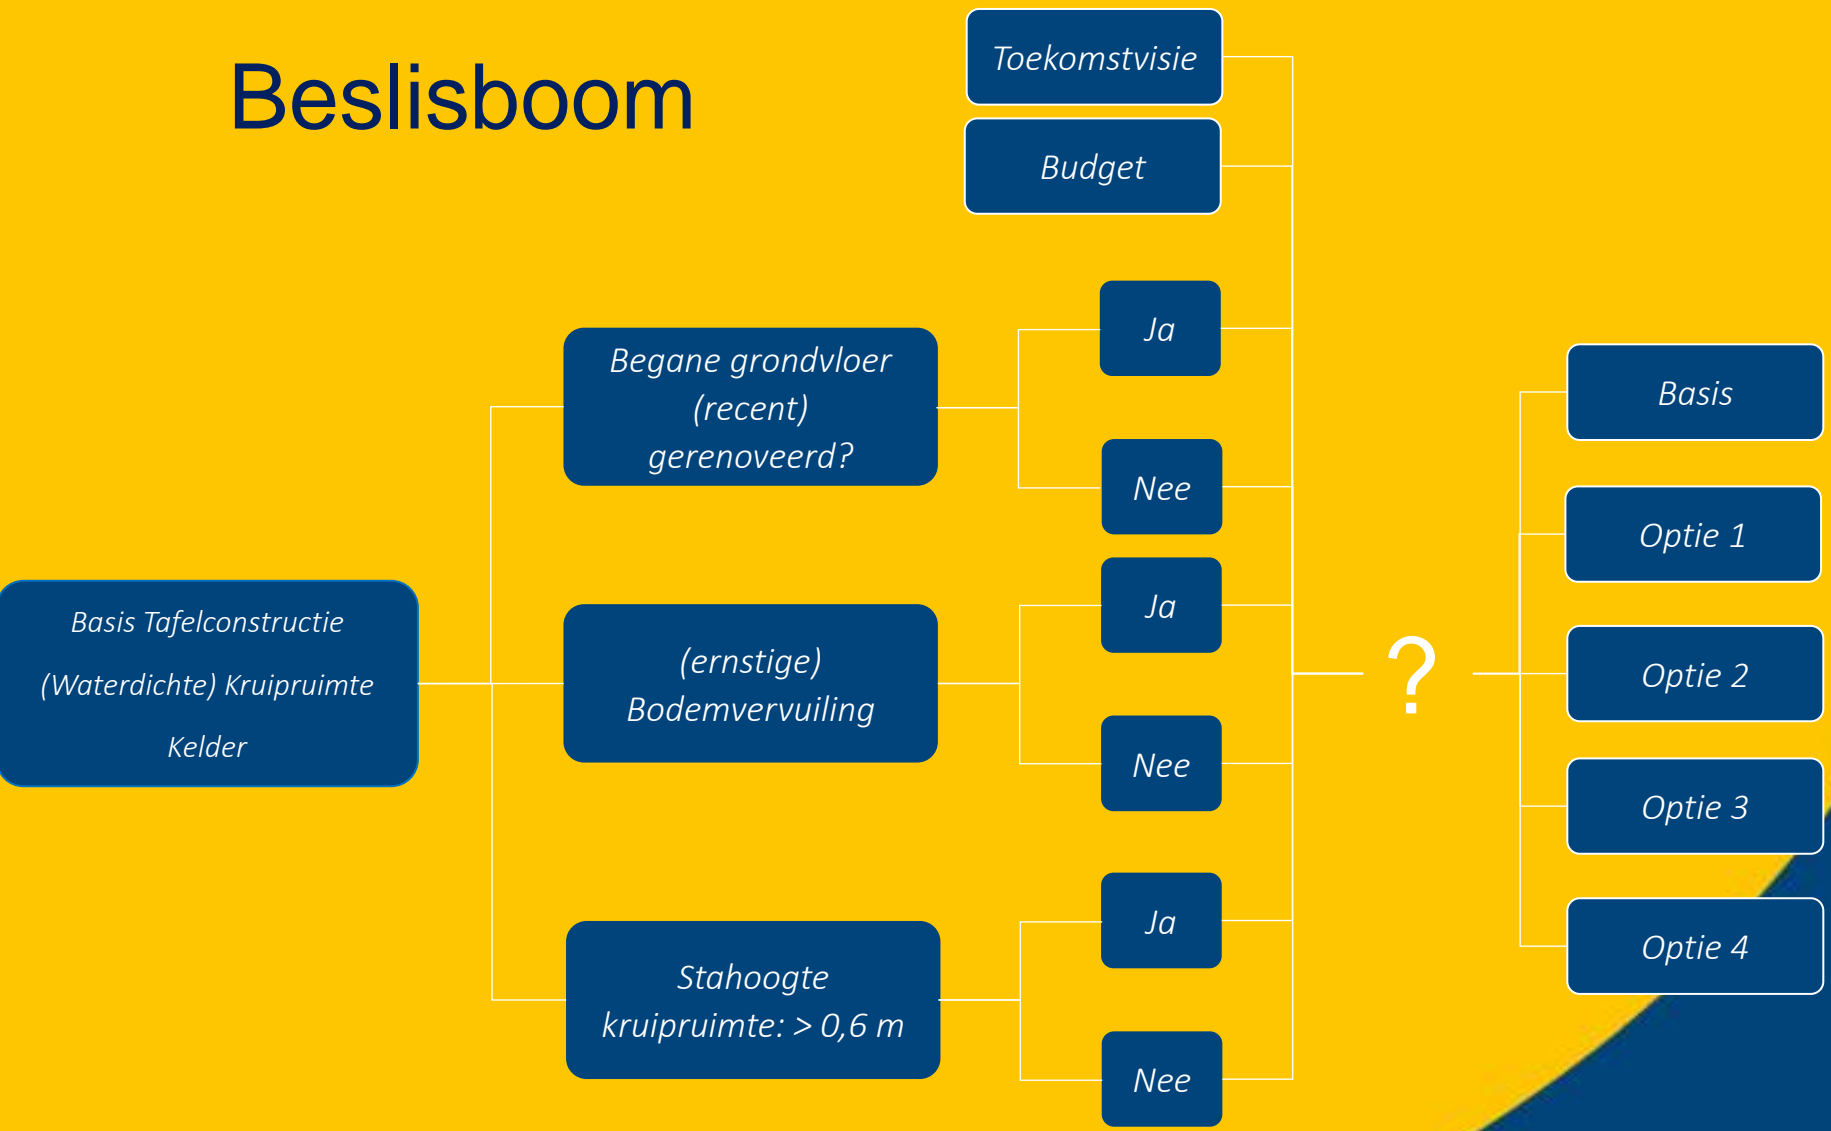 Beslisboom
Toekomstvisie
Budget
Basis Tafelconstructie
(Waterdichte) Kruipruimte
Kelder
Begane grondvloer
(recent)
gerenoveerd?
Ja
Nee
(ernstige)
Bodemvervuiling
Ja
Nee
Stahoogte
kruipruimte: > 0,6 m
Ja
Nee
?
Basis
Optie 1
Optie 2
Optie 3
Optie 4